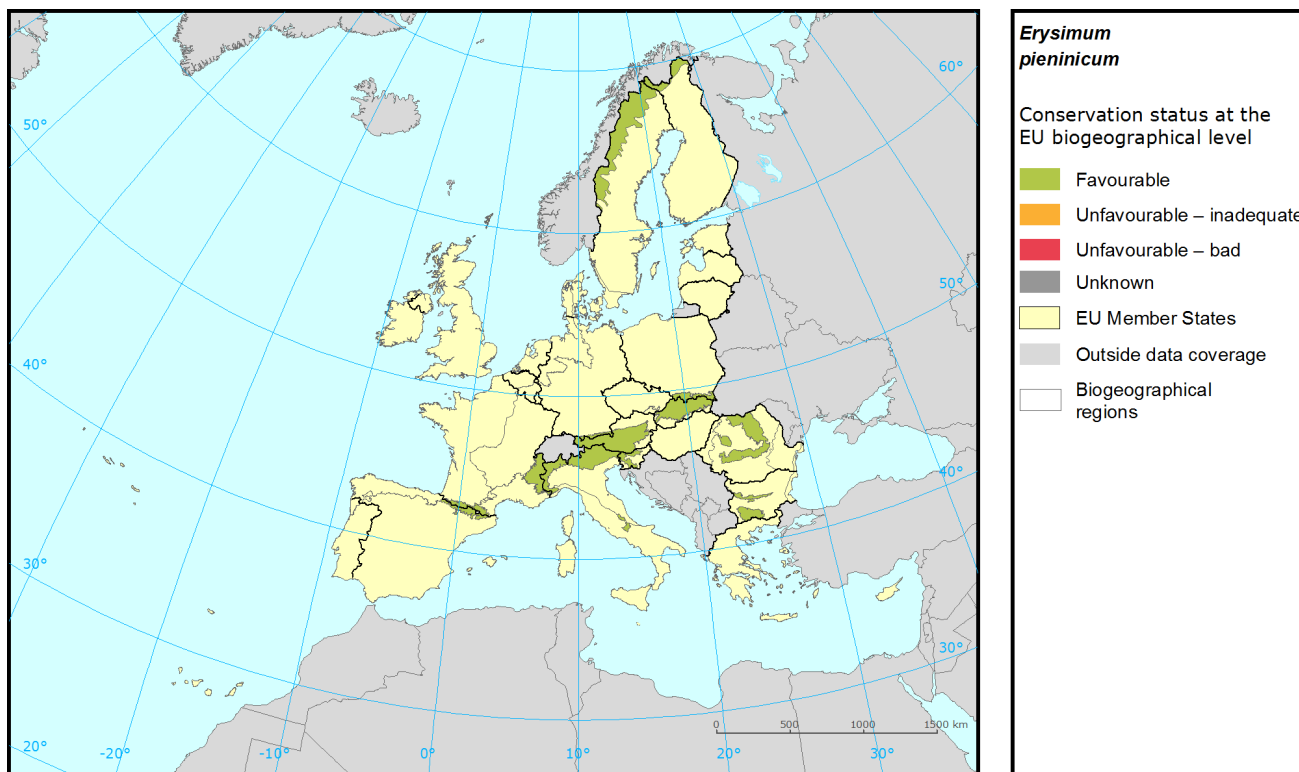 60°
50°
50°
40°
40°
30°
30°
20°
-20°
-10°
0°
10°
20°
30°
0 500 1000 1500 km
Erysimum
pieninicum
Conservation status at the
EU biogeographical level
Favourable
Unfavourable – inadequate
Unfavourable – bad
Unknown
EU Member States
Outside data coverage
Biogeographical
regions